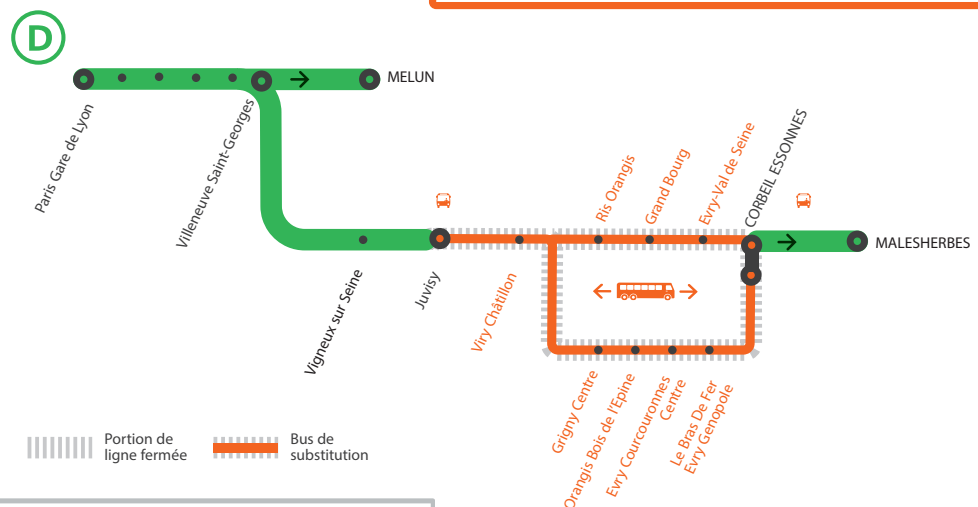 D
MELUN
Paris Gare de Lyon
Villeneuve Saint-Georges
Vigneux sur Seine
Juvisy
Viry Châtillon
Ris Orangis
Grand Bourg
Evry-Val de Seine
CORBEIL ESSONNES
MALESHERBES
Grigny Centre
Orangis Bois de l'Epine
Evry Courcouronnes
Centre
Le Bras De Fer
Evry Genopole
Portion de
ligne fermée
Bus de
substitution